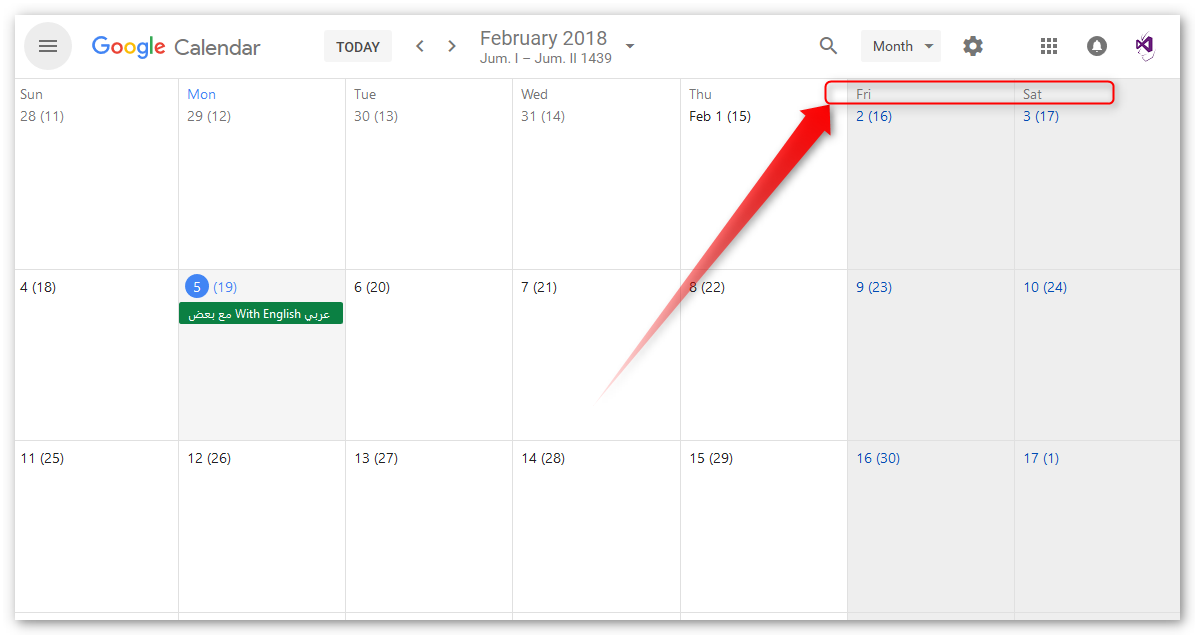 Google Calendar
TODAY
February 2018
Jum. I – Jum. II 1439
Month
Sun Mon Tue Wed Thu Fri Sat
28 (11) 29 (12) 30 (13) 31 (14) Feb 1 (15) 2 (16) 3 (17)
4 (18) 5 (19) 6 (20) 7 (21) 8 (22) 9 (23) 10 (24)
عربي With English مع بعض
11 (25) 12 (26) 13 (27) 14 (28) 15 (29) 16 (30) 17 (1)